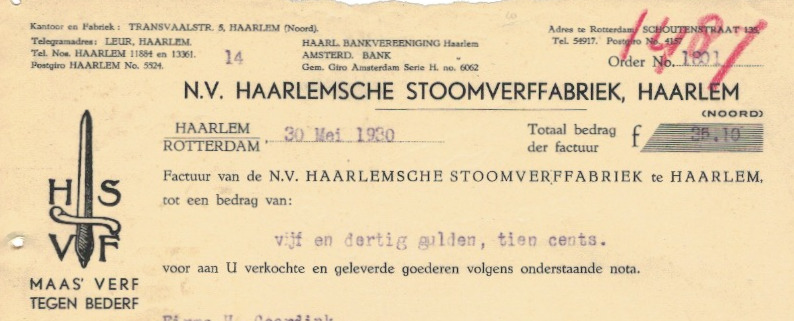 Kantoor en Fabriek: TRANSVAALSTR. 5, HAARLEM (Noord).
Telegramadres: LEUR, HAARLEM.
Tel. Nos. HAARLEM 11884 en 13361.
Postgiro HAARLEM No. 5524.
14
HAARL. BANKVEREENIGING Haarlem
AMSTERD. BANK „
Gem. Giro Amsterdam Serie H. no. 6062
Adres te Rotterdam: SCHOUTENSTRAAT 135.
Tel. 54917. Postgiro No. 4157
Order No. 1801
1481
N.V. HAARLEMSCHE STOOMVERFFABRIEK, HAARLEM
(NOORD)
HAARLEM
ROTTERDAM, 30 Mei 1930
Totaal bedrag
der factuur f 35.10
Factuur van de N.V. HAARLEMSCHE STOOMVERFFABRIEK te HAARLEM,
tot een bedrag van:
vijf en dertig gulden, tien cents.
voor aan U verkochte en geleverde goederen volgens onderstaande nota.
H S
V F
MAAS' VERF
TEGEN BEDERF
Firma H.